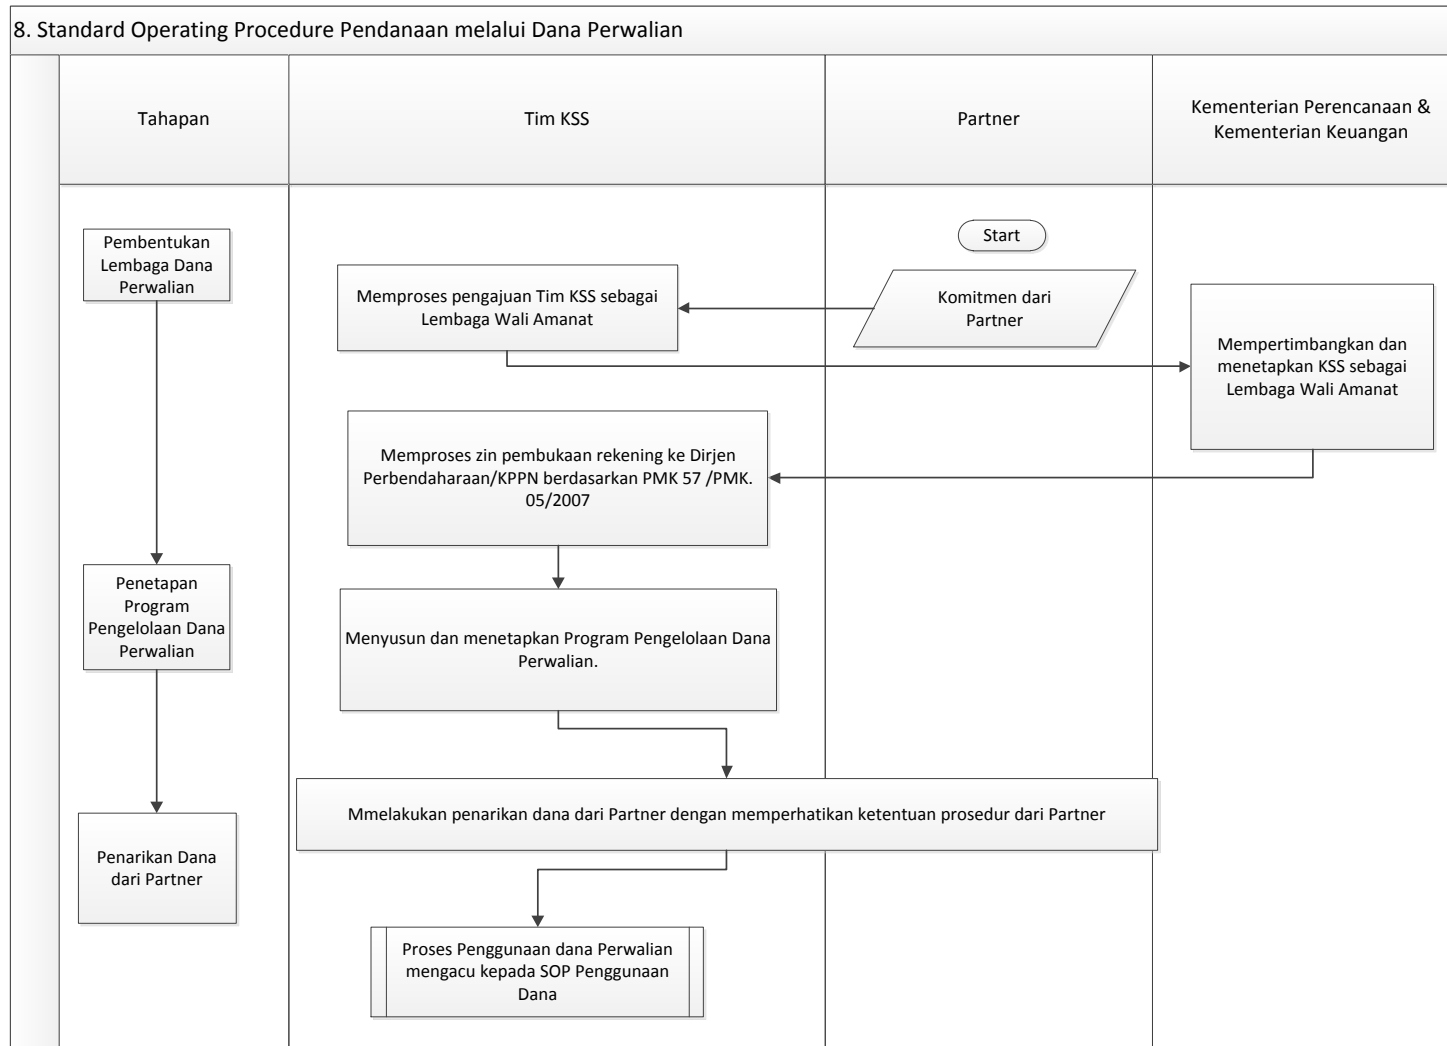 8. Standard Operating Procedure Pendanaan melalui Dana Perwalian
Tahapan
Tim KSS
Partner
Kementerian Perencanaan &
Kementerian Keuangan
Pembentukan
Lembaga Dana
Perwalian
Start
Memproses pengajuan Tim KSS sebagai
Lembaga Wali Amanat
Komitmen dari
Partner
Mempertimbangkan dan
menetapkan KSS sebagai
Lembaga Wali Amanat
Memproses zin pembukaan rekening ke Dirjen
Perbendaharaan/KPPN berdasarkan PMK 57 /PMK.
05/2007
Penetapan
Program
Pengelolaan Dana
Perwalian
Menyusun dan menetapkan Program Pengelolaan Dana
Perwalian.
Mmelakukan penarikan dana dari Partner dengan memperhatikan ketentuan prosedur dari Partner
Penarikan Dana
dari Partner
Proses Penggunaan dana Perwalian
mengacu kepada SOP Penggunaan
Dana